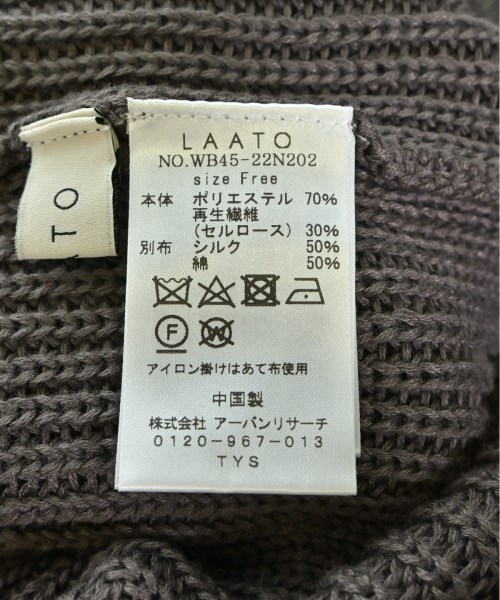 LAATO
NO.WB45-22N202
size Free
本体 ポリエステル 70%
再生繊維
(セルロース) 30%
別布 シルク 50%
綿 50%
F W
アイロン掛けはあて布使用
中国製
株式会社 アーバンリサーチ
0120-967-013
TYS
ATO